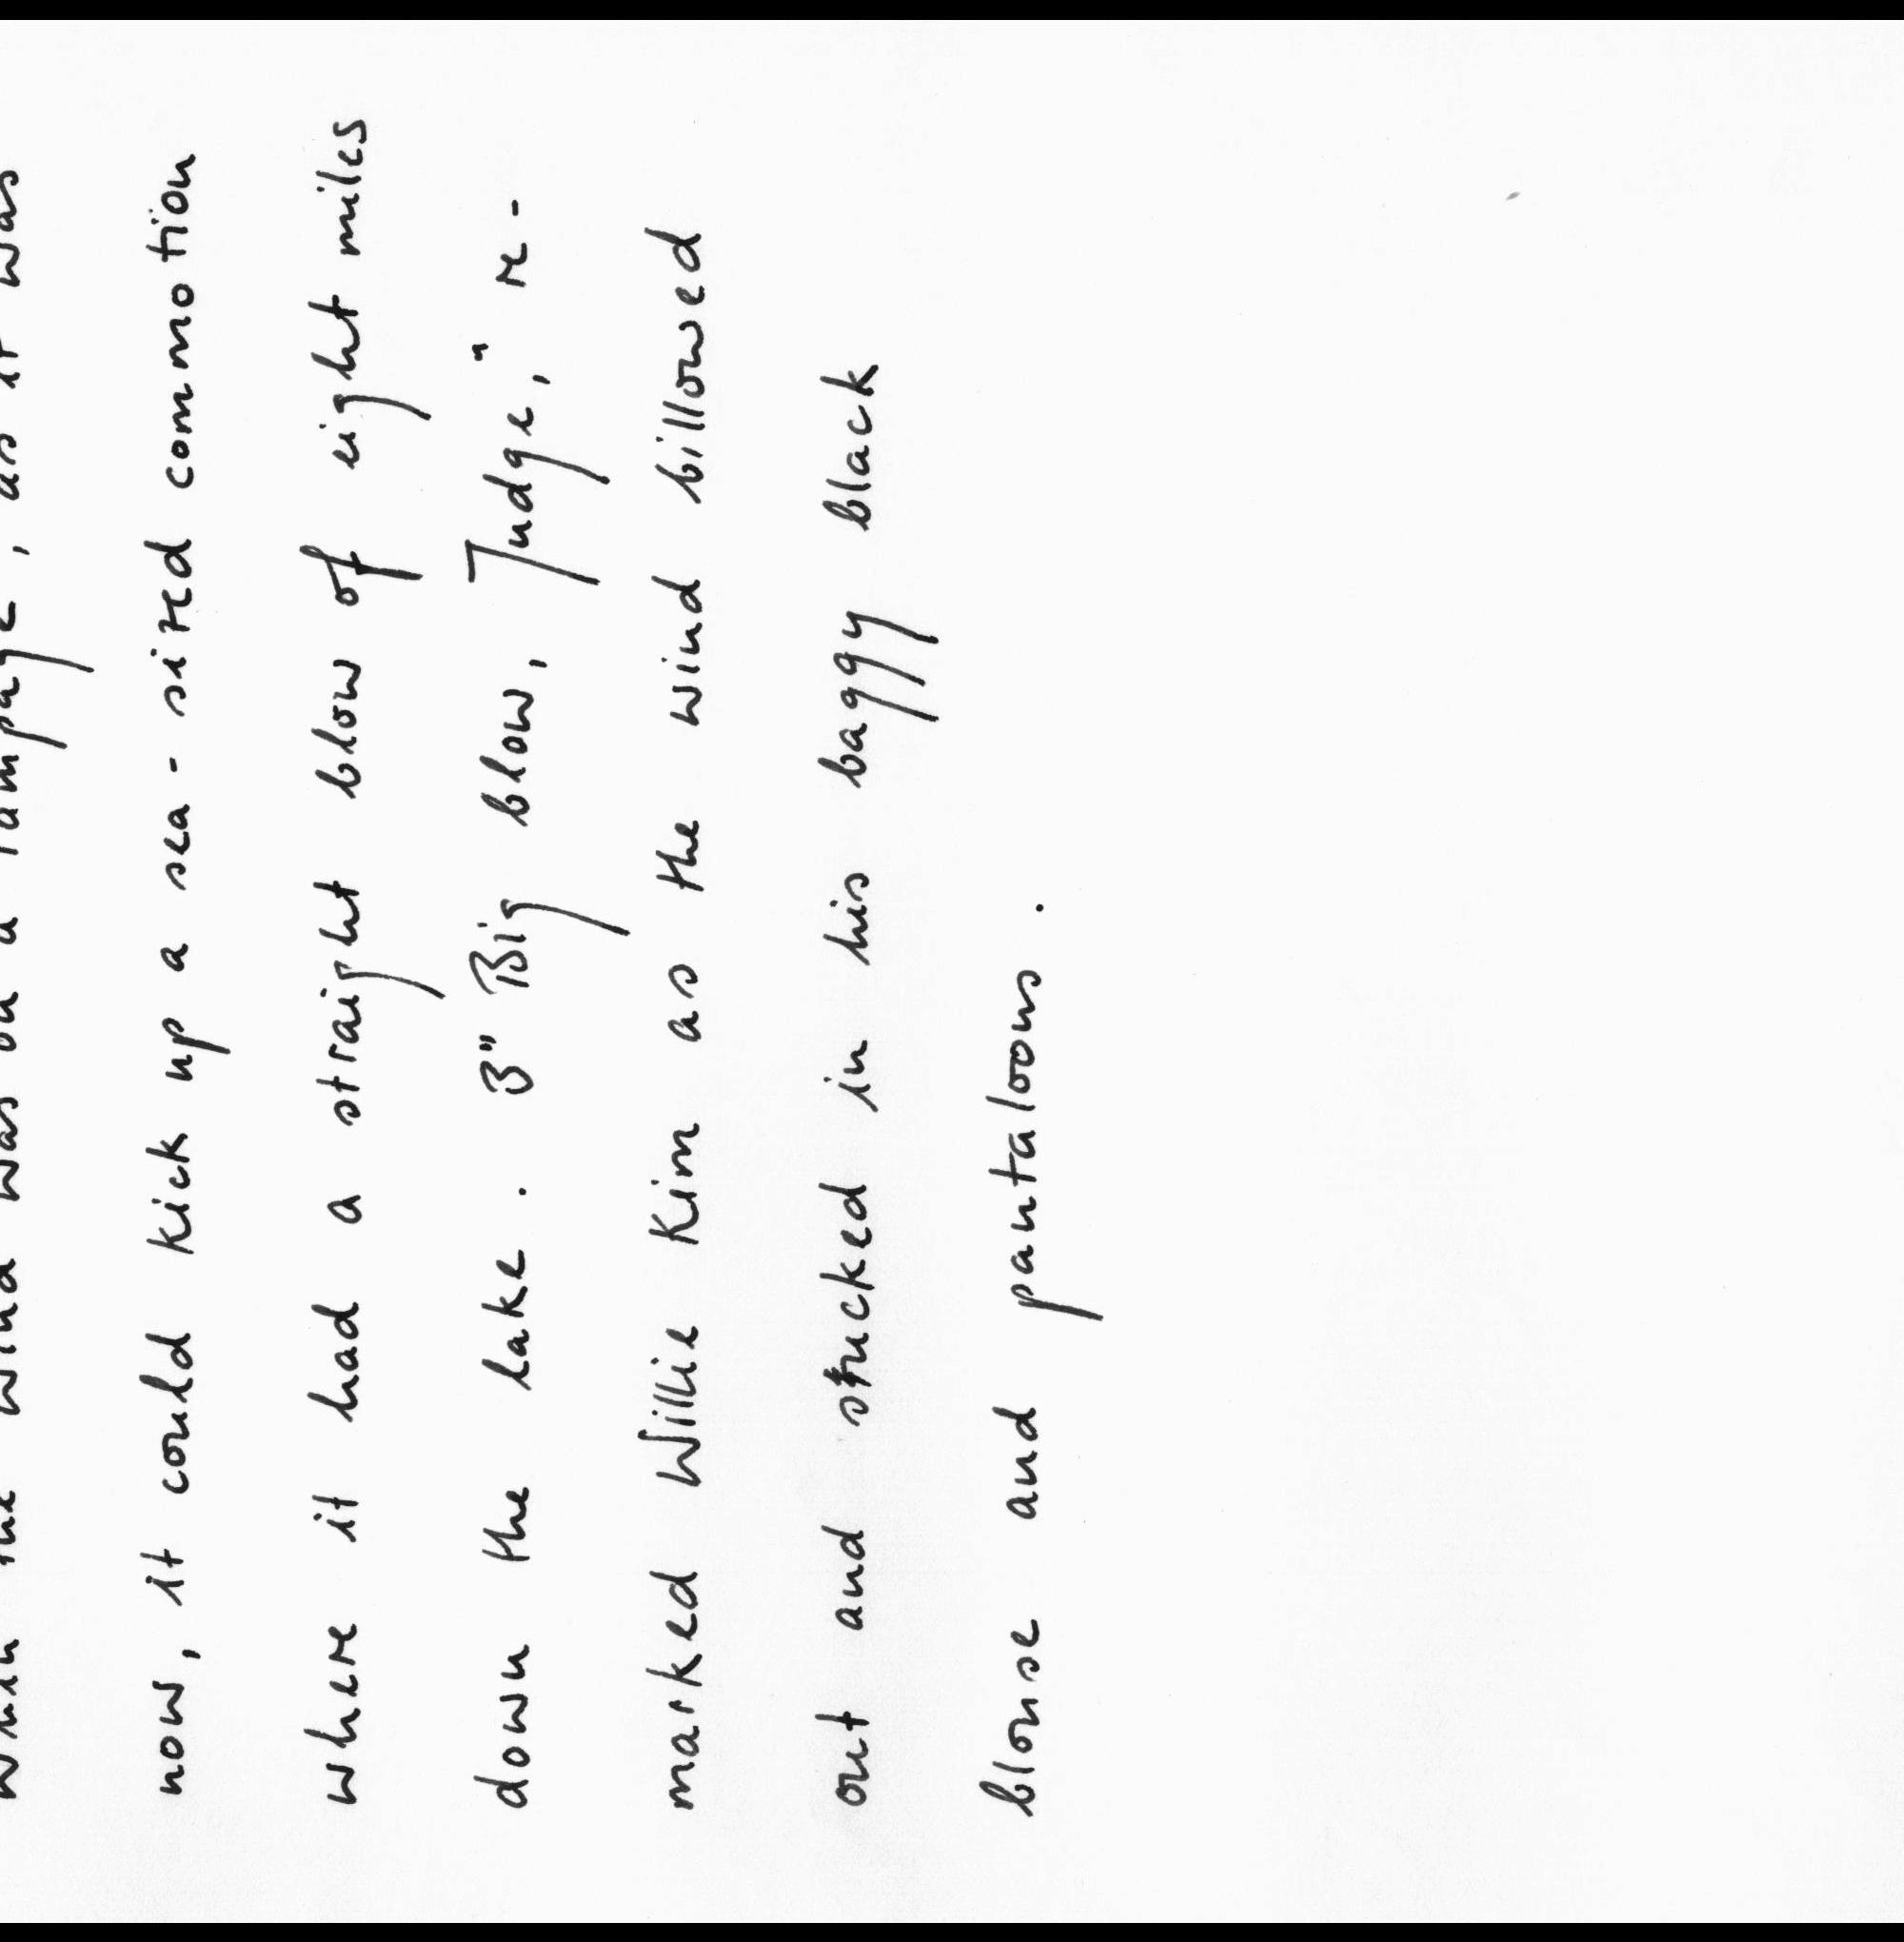 when the wind was on a rampage, as it was
now, it could kick up a sea-sized commotion
where it had a straight blow of eight miles
down the lake. B" Big blow, Judge," re-
marked Willie Kim as the wind billowed
out and stucked in his baggy black
blouse and pantaloons.